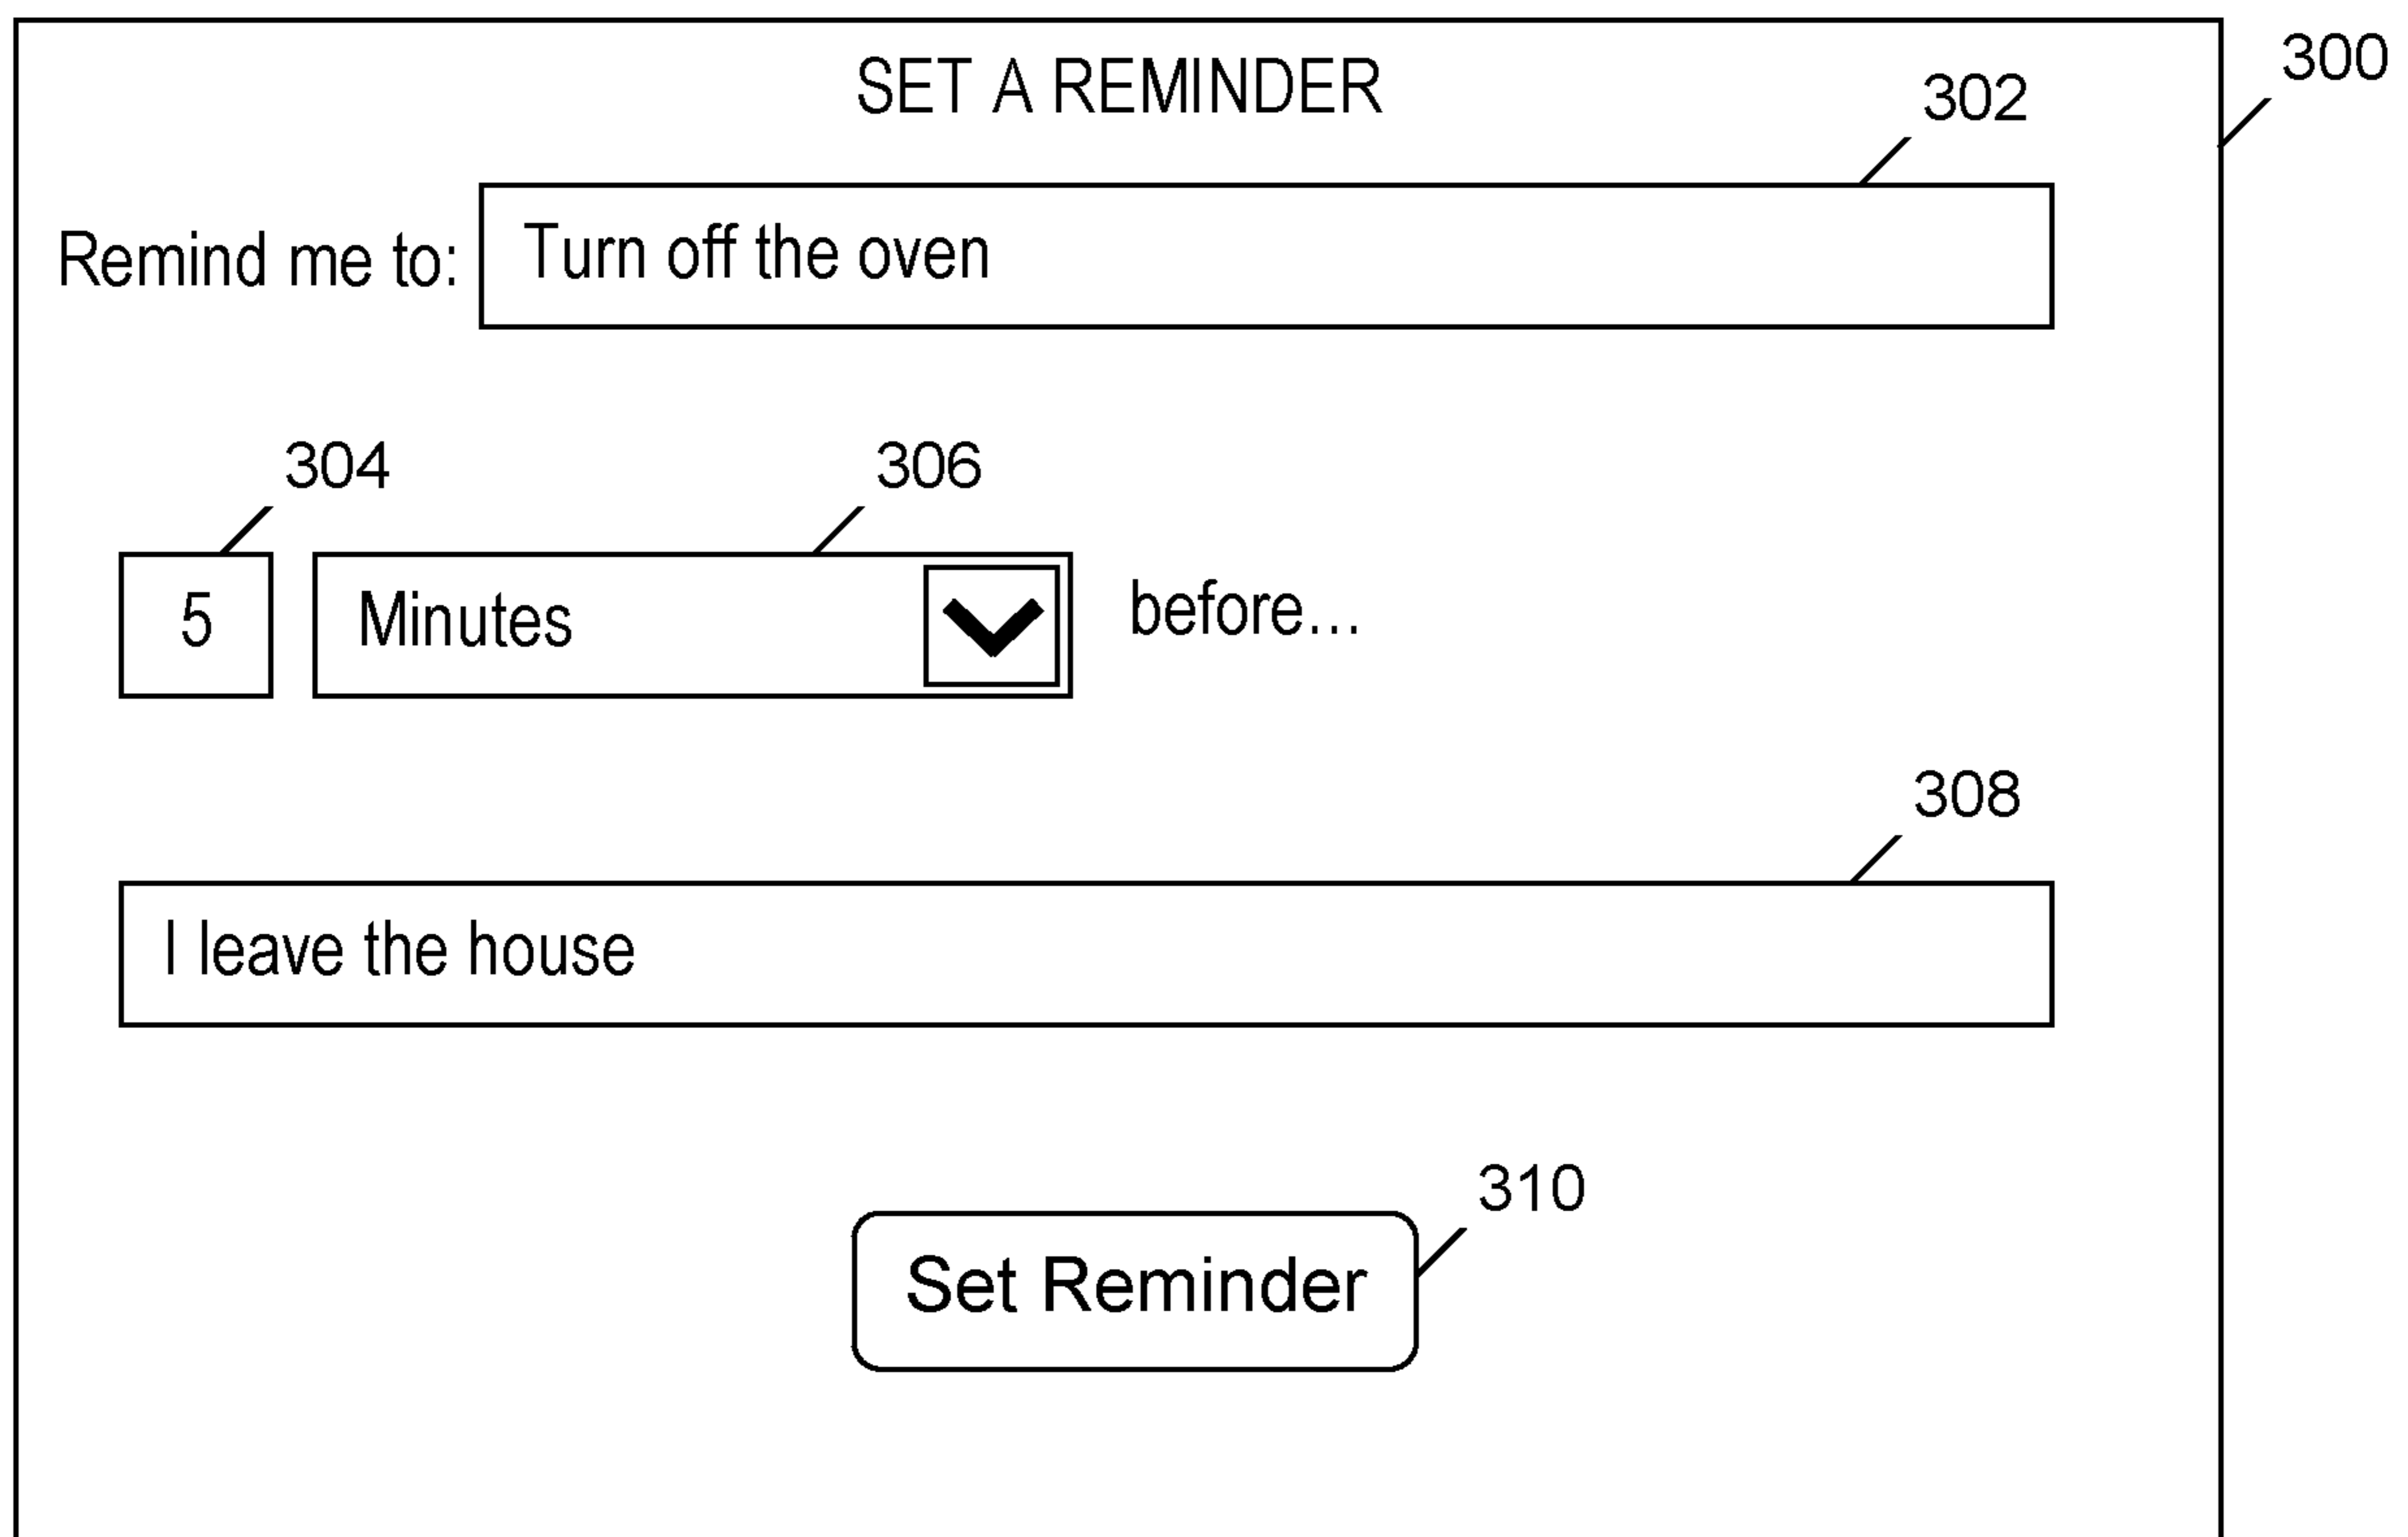 SET A REMINDER
300
302
Remind me to: Turn off the oven
304
306
5 Minutes before...
308
I leave the house
310
Set Reminder